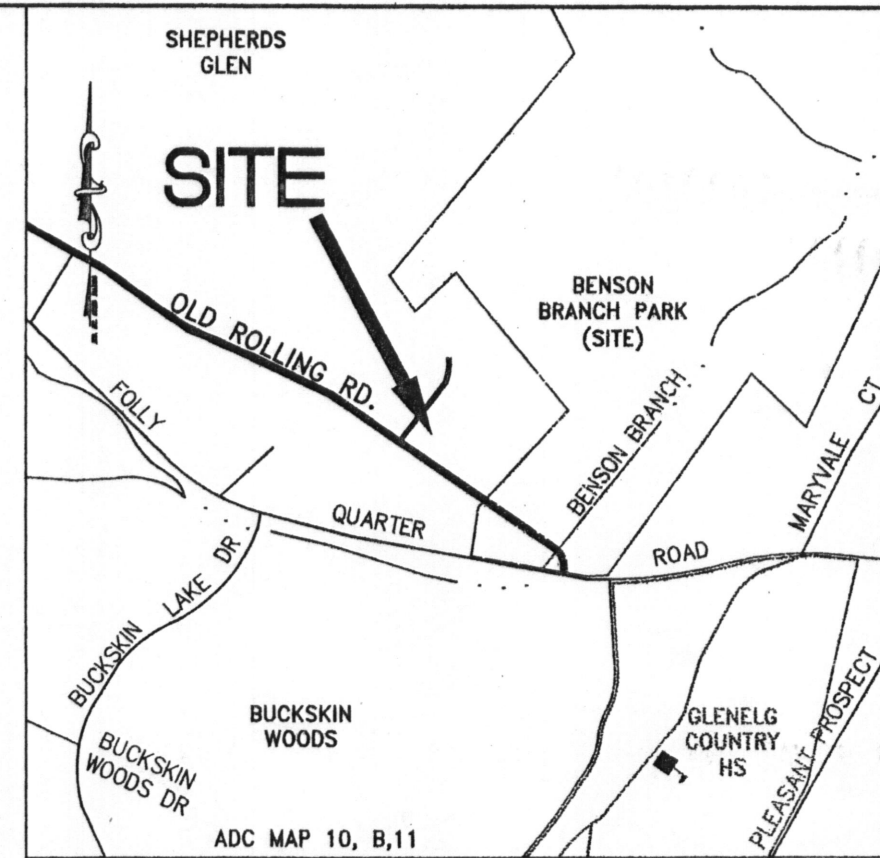 SHEPHERDS
GLEN
SITE
OLD ROLLING RD.
BENSON
BRANCH PARK
(SITE)
FOLLY
QUARTER
ROAD
BENSON BRANCH
MARYVALE CT
BUCKSKIN LAKE DR
BUCKSKIN
WOODS
BUCKSKIN
WOODS DR
GLENELG
COUNTRY
HS
PLEASANT PROSPECT
ADC MAP 10, B,11